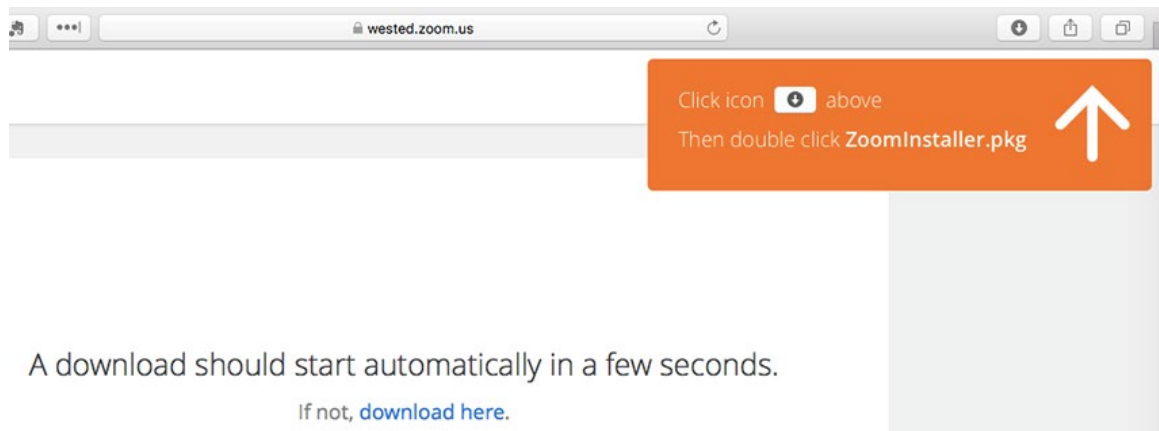 wested.zoom.us
Click icon above
Then double click ZoomInstaller.pkg
A download should start automatically in a few seconds.
If not, download here.